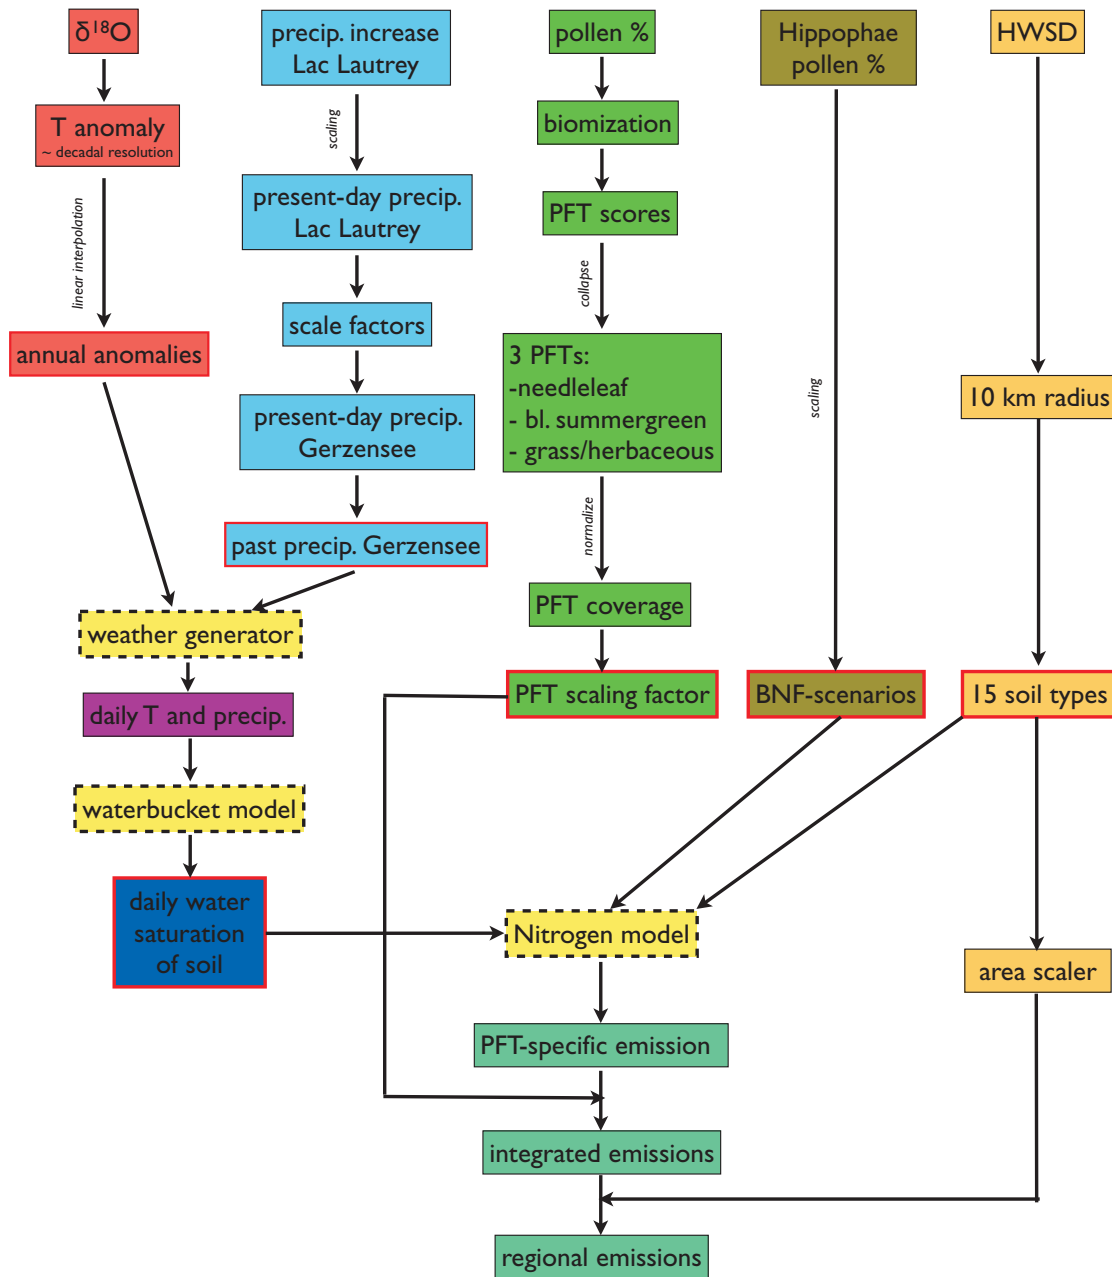 δ¹⁸O
T anomaly
~ decadal resolution
linear interpolation
annual anomalies
precip. increase
Lac Lautrey
scaling
present-day precip.
Lac Lautrey
scale factors
present-day precip.
Gerzensee
past precip. Gerzensee
weather generator
daily T and precip.
waterbucket model
daily water
saturation
of soil
pollen %
biomization
PFT scores
collapse
3 PFTs:
-needleleaf
- bl. summergreen
- grass/herbaceous
normalize
PFT coverage
PFT scaling factor
Hippophae
pollen %
scaling
BNF-scenarios
HWSD
10 km radius
15 soil types
area scaler
Nitrogen model
PFT-specific emission
integrated emissions
regional emissions